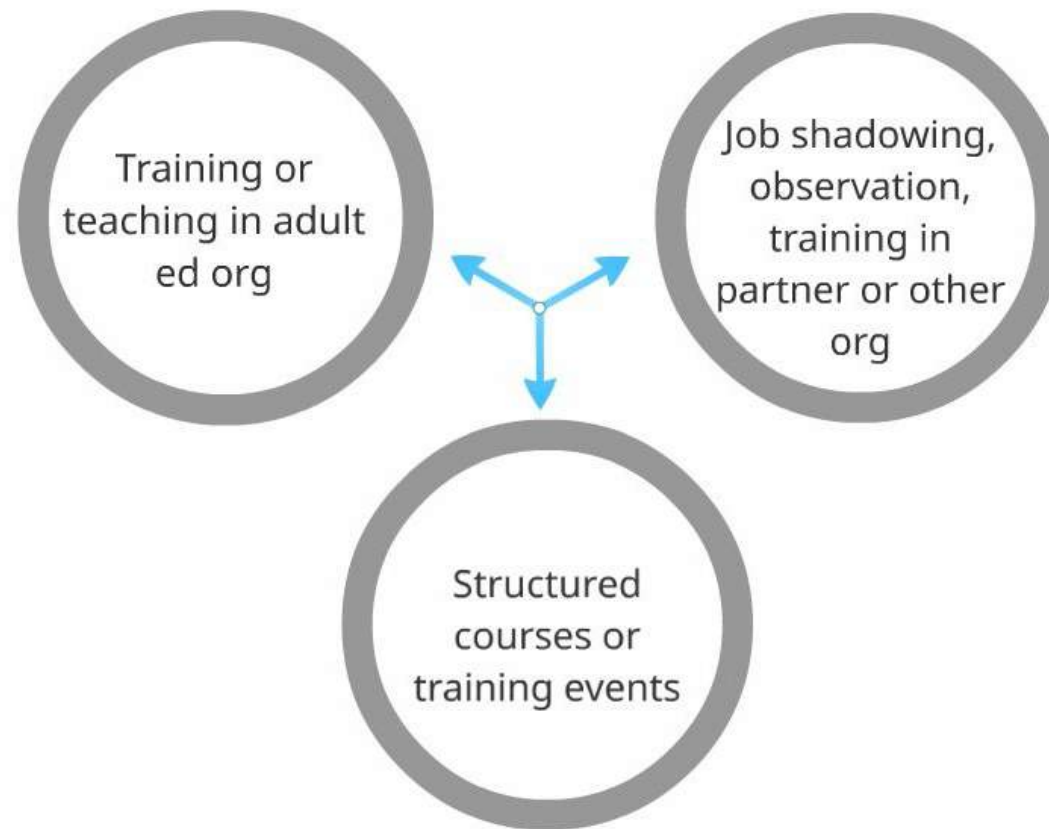 Training or
teaching in adult
ed org
Job shadowing,
observation,
training in
partner or other
org
Structured
courses or
training events